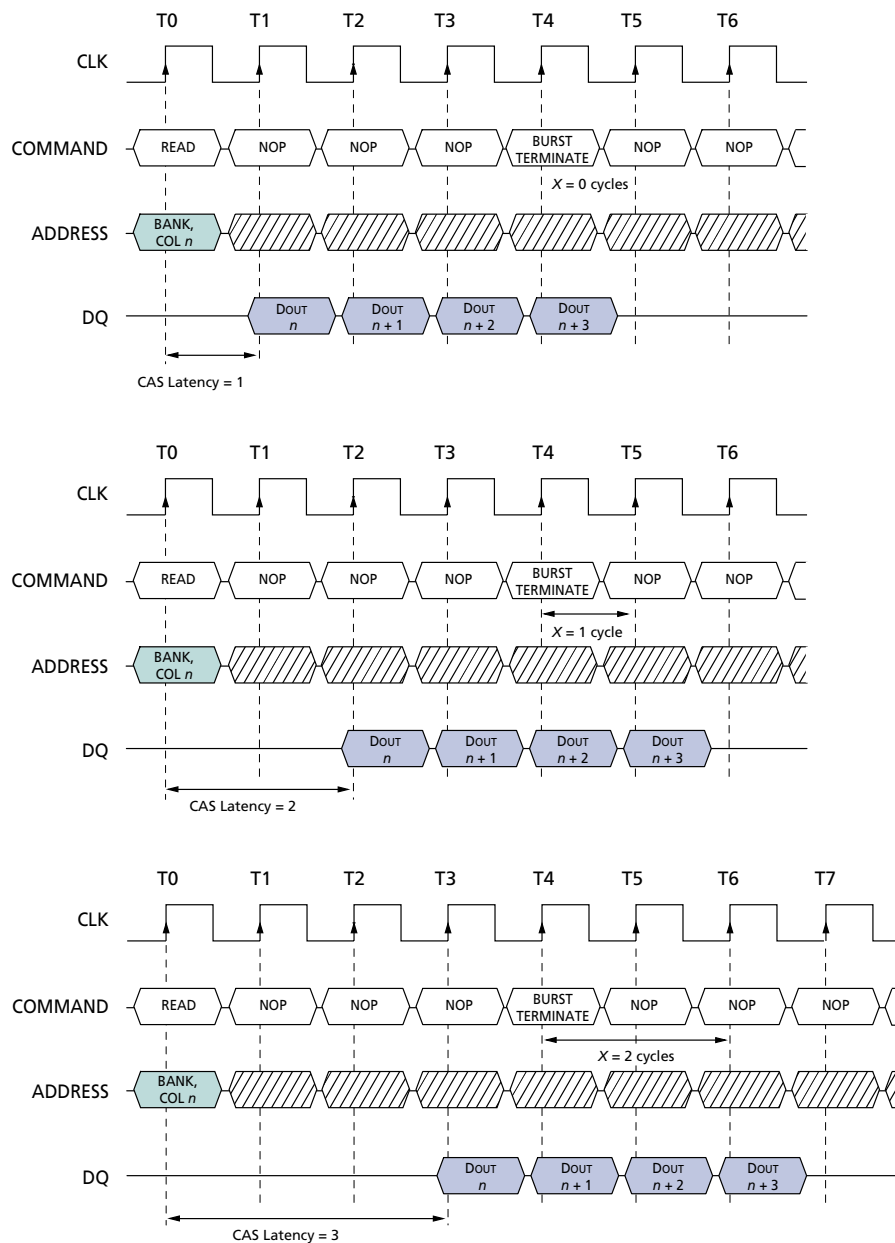 T0 T1 T2 T3 T4 T5 T6
CLK
COMMAND READ NOP NOP NOP BURST TERMINATE NOP NOP
X = 0 cycles
ADDRESS BANK, COL n
DQ DOUT n DOUT n + 1 DOUT n + 2 DOUT n + 3
CAS Latency = 1
T0 T1 T2 T3 T4 T5 T6
CLK
COMMAND READ NOP NOP NOP BURST TERMINATE NOP NOP
X = 1 cycle
ADDRESS BANK, COL n
DQ DOUT n DOUT n + 1 DOUT n + 2 DOUT n + 3
CAS Latency = 2
T0 T1 T2 T3 T4 T5 T6 T7
CLK
COMMAND READ NOP NOP NOP BURST TERMINATE NOP NOP NOP
X = 2 cycles
ADDRESS BANK, COL n
DQ DOUT n DOUT n + 1 DOUT n + 2 DOUT n + 3
CAS Latency = 3